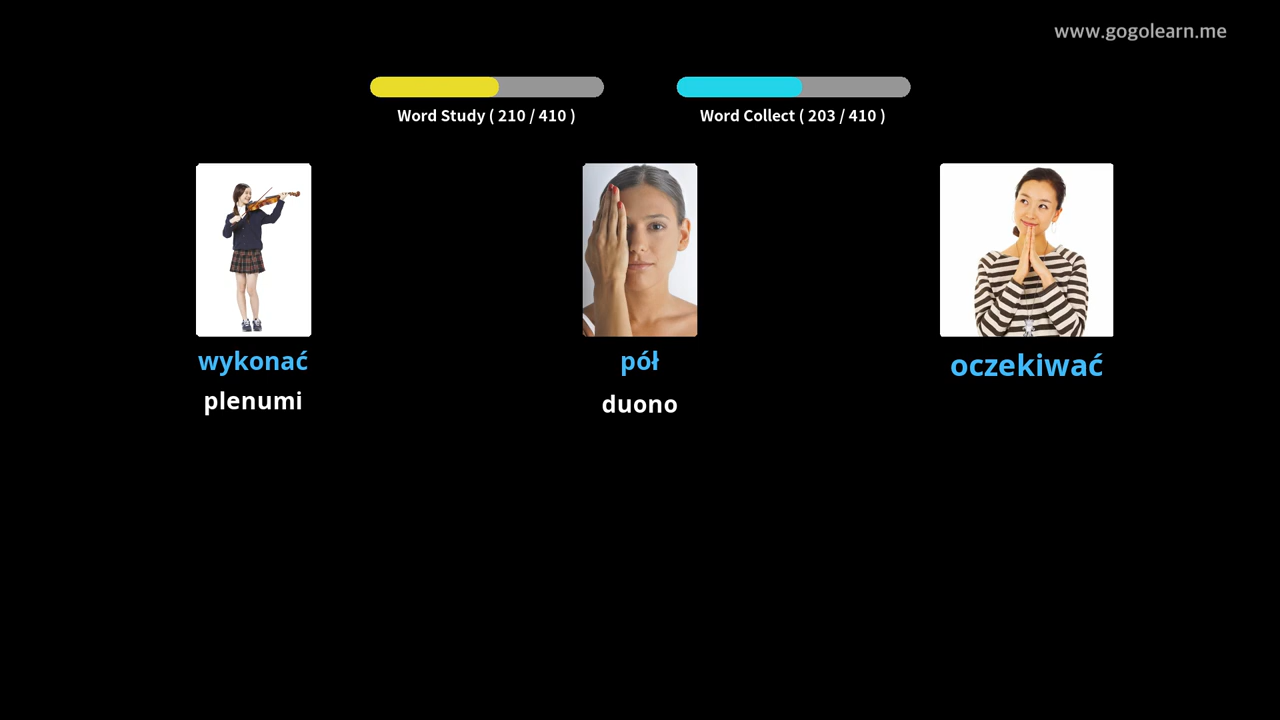 www.gogolearn.me
Word Study ( 210 / 410 )
Word Collect ( 203 / 410 )
wykonać
plenumi
pół
duono
oczekiwać